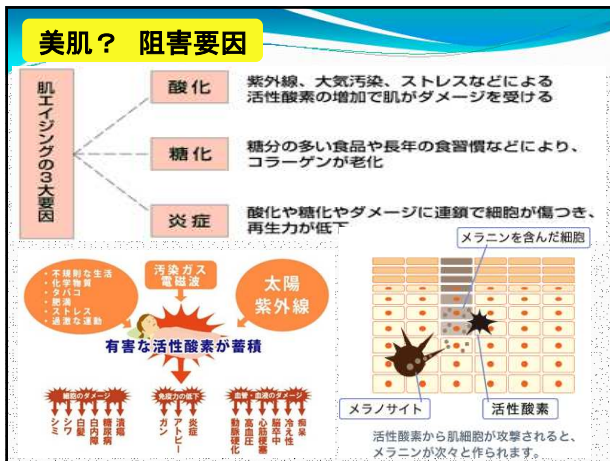 美肌? 阻害要因
肌エイジングの3大要因
酸化
紫外線、大気汚染、ストレスなどによる
活性酸素の増加で肌がダメージを受ける
糖化
糖分の多い食品や長年の食習慣などにより、
コラーゲンが老化
炎症
酸化や糖化やダメージに連鎖で細胞が傷つき、
再生力が低下
・不規則な生活
・化学物質
・タバコ
・肥満
・ストレス
・過激な運動
汚染ガス
電磁波
太陽
紫外線
有害な活性酸素が蓄積
細胞のダメージ
シミ
シワ
白髪
白内障
糖尿病
潰瘍
免疫力の低下
ガン
アトピー
炎症
血管・血液のダメージ
動脈硬化
高血圧
心筋梗塞
脳卒中
冷え性
痴呆
メラニンを含んだ細胞
メラノサイト
活性酸素
活性酸素から肌細胞が攻撃されると、
メラニンが次々と作られます。